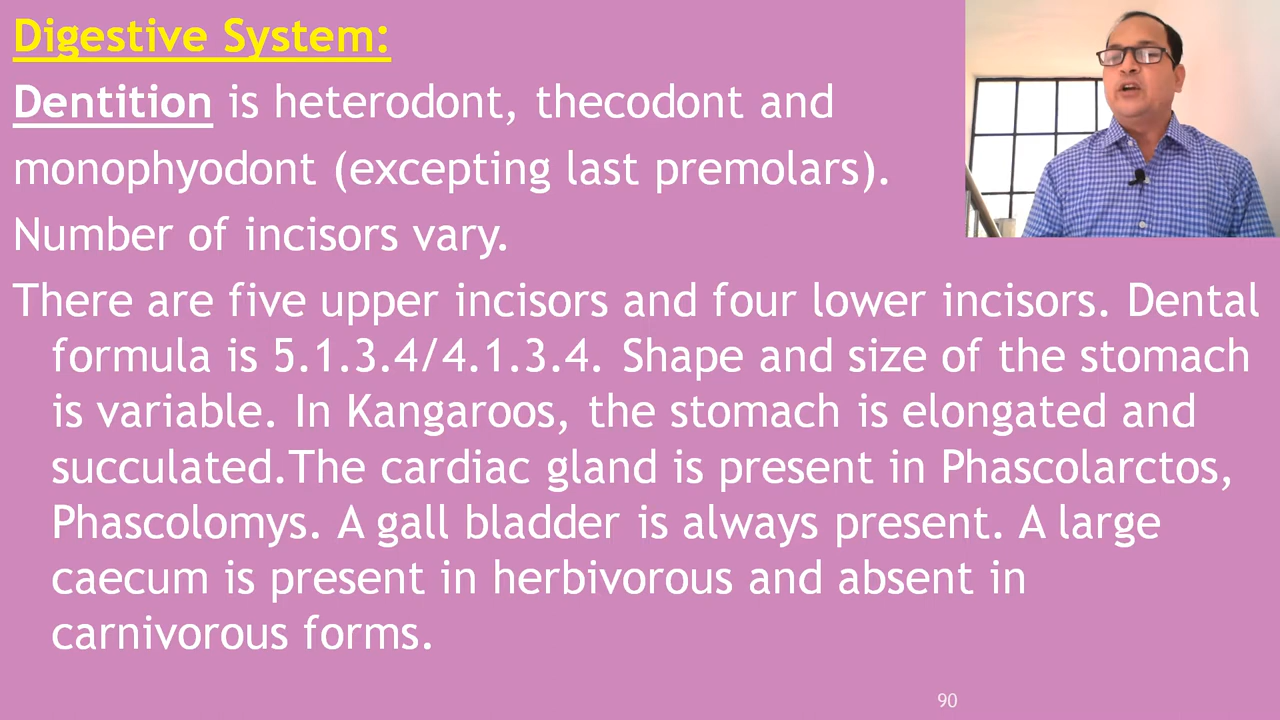 Digestive System:
Dentition is heterodont, thecodont and
monophyodont (excepting last premolars).
Number of incisors vary.
There are five upper incisors and four lower incisors. Dental
formula is 5.1.3.4/4.1.3.4. Shape and size of the stomach
is variable. In Kangaroos, the stomach is elongated and
succulated.The cardiac gland is present in Phascolarctos,
Phascolomys. A gall bladder is always present. A large
caecum is present in herbivorous and absent in
carnivorous forms.
90